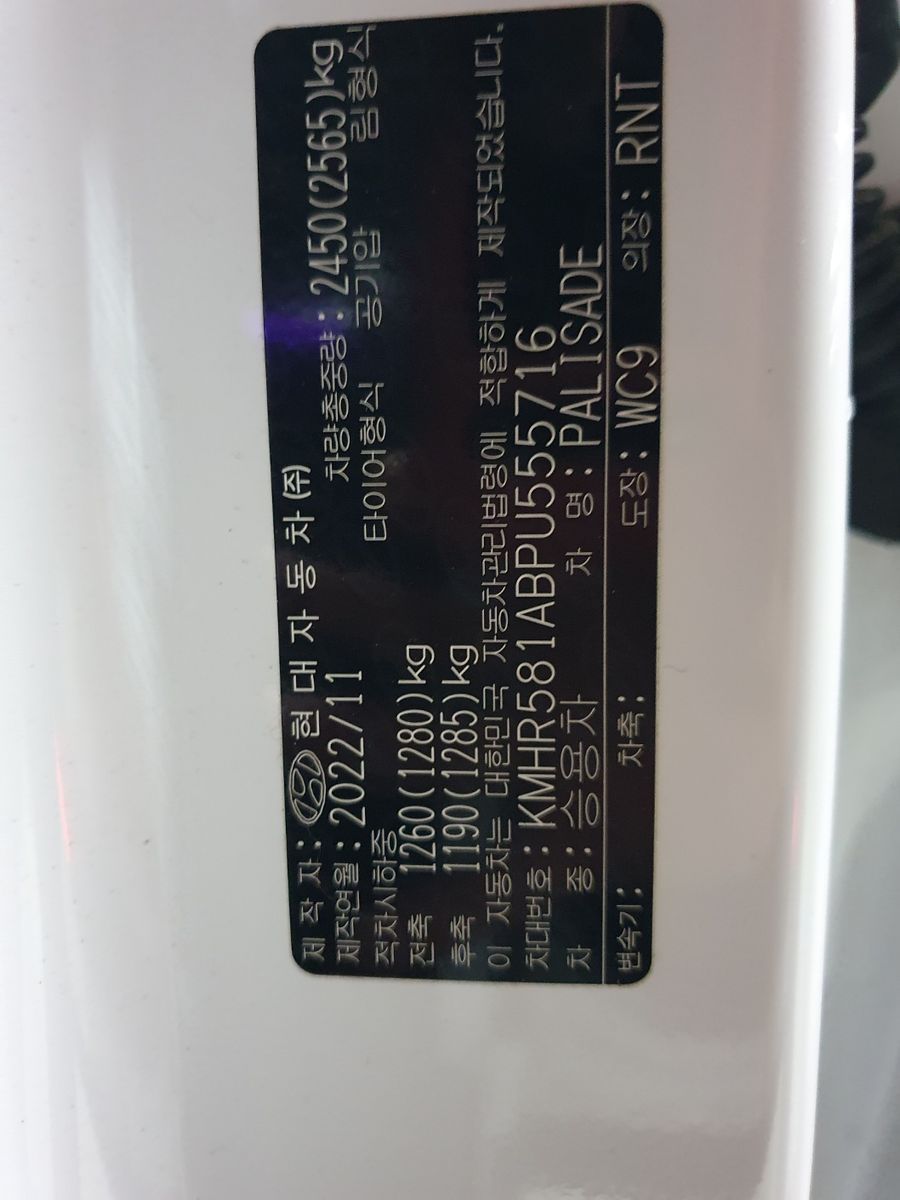 제 작 자: 현 대 자 동 차 (주)
제작연월: 2022/11 차량총중량: 2450(2565)kg
적차시하중 타이어형식 공기압 림형식
전축 1260(1280)kg
후축 1190(1285)kg
이 자동차는 대한민국 자동차관리법령에 적합하게 제작되었습니다.
차대번호: KMHR581ABPU555716
차 종: 승용차 차 명: PALISADE
변속기: 차축: 도장: WC9 의장: RNT